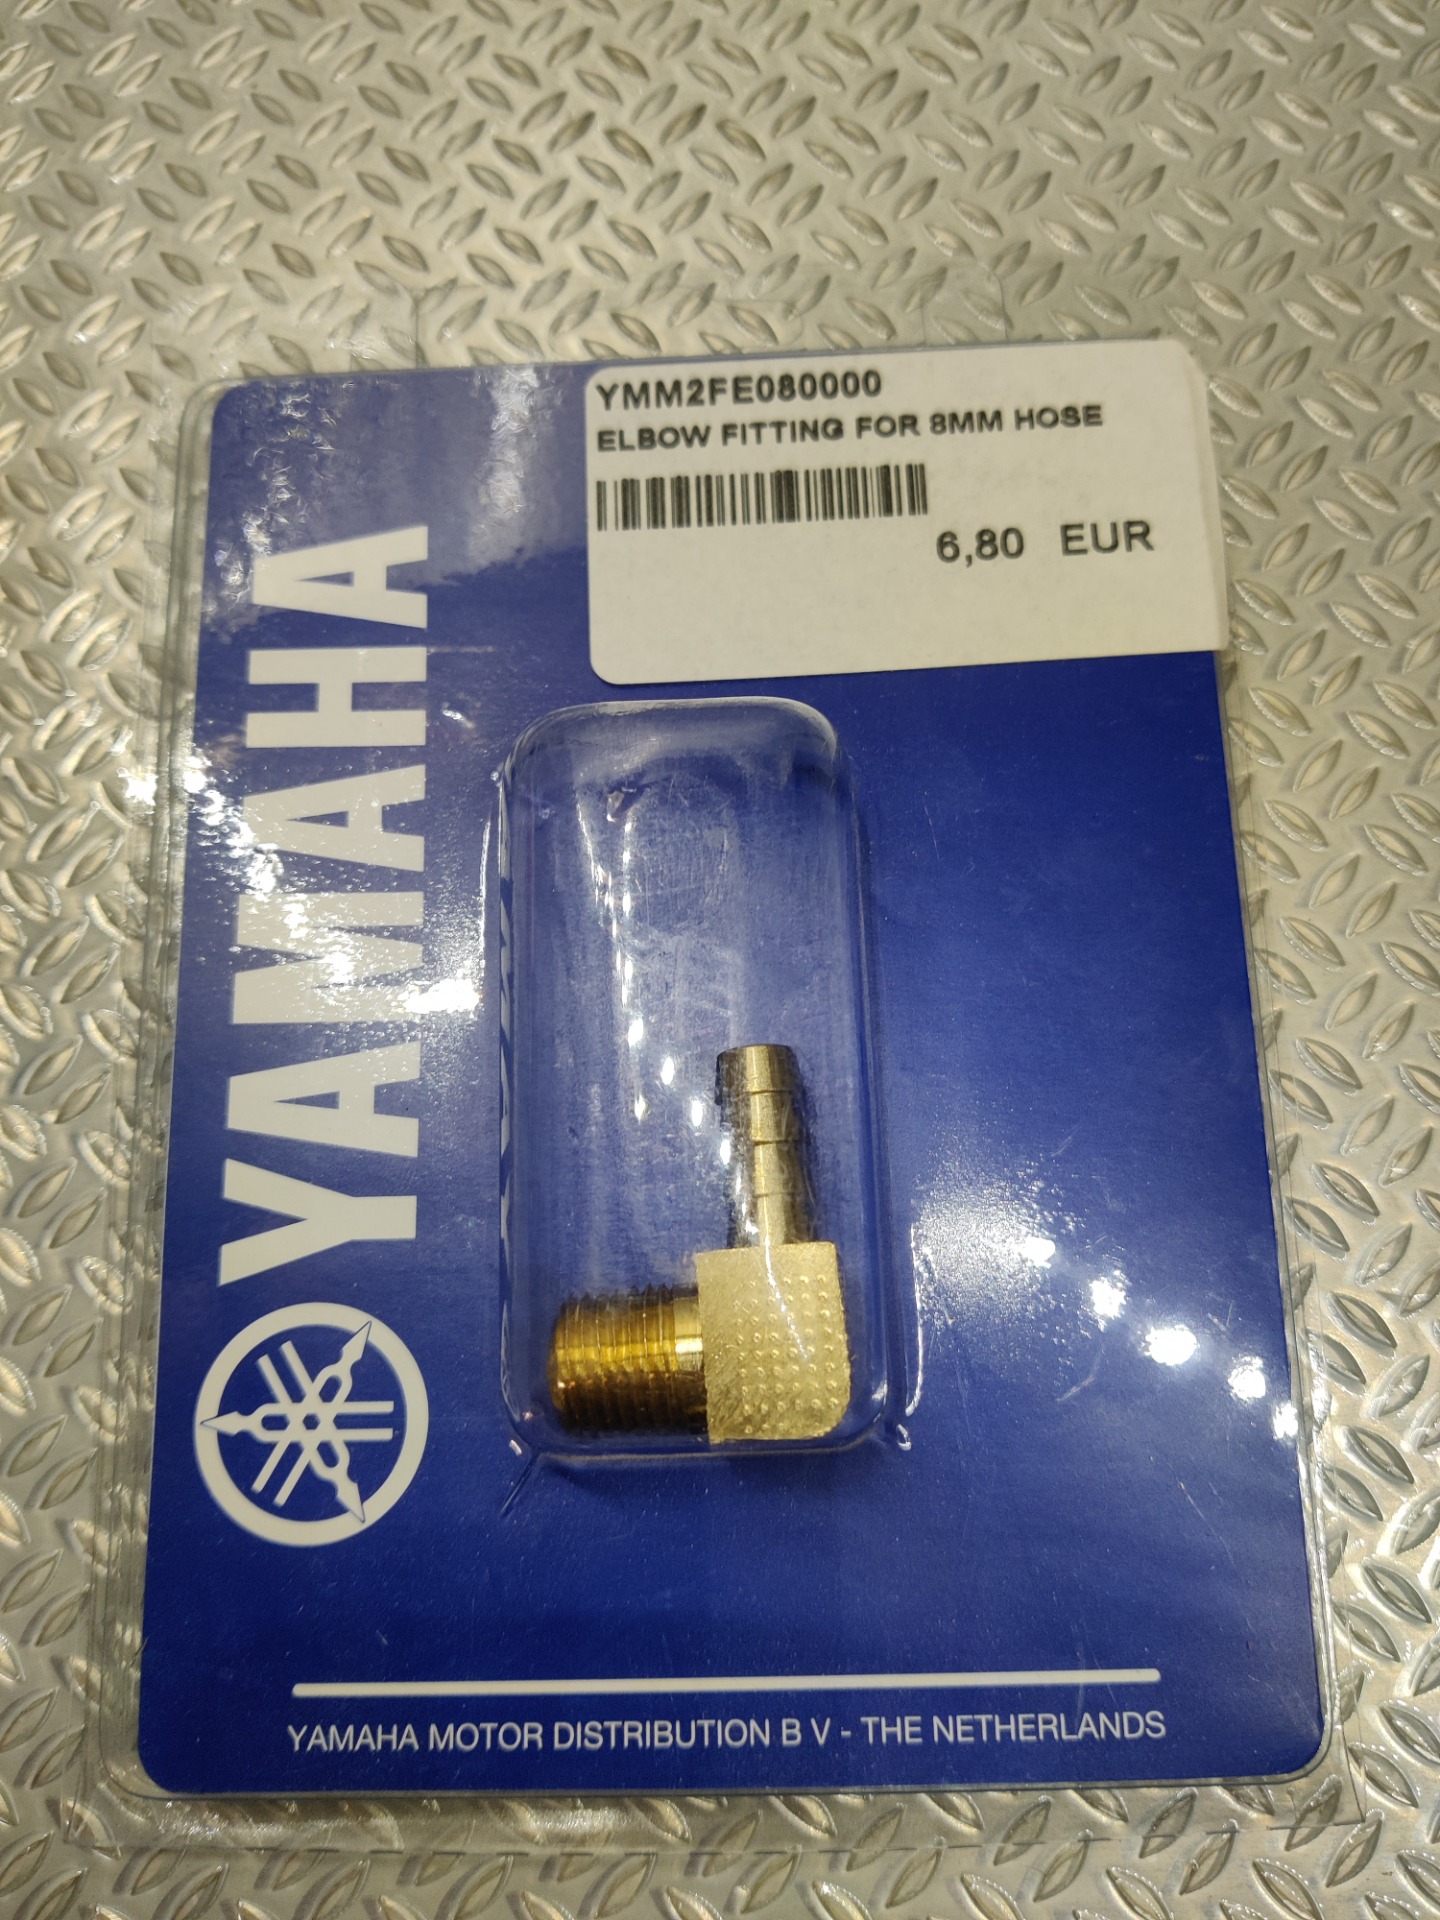 YMM2FE080000
ELBOW FITTING FOR 8MM HOSE
6,80 EUR
YAMAHA
YAMAHA MOTOR DISTRIBUTION B V - THE NETHERLANDS